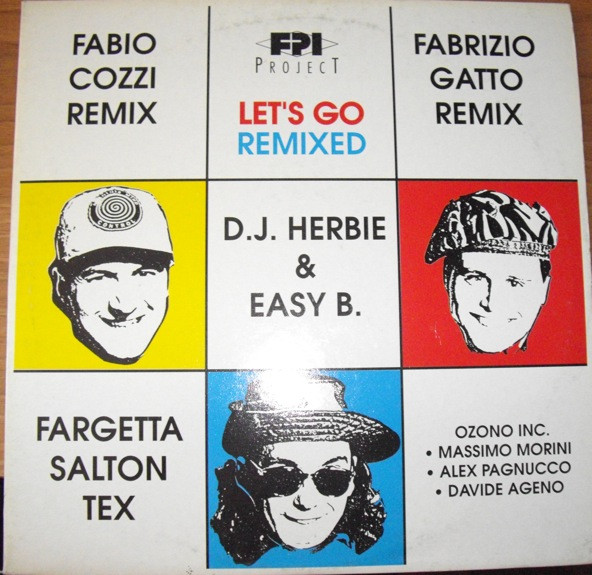 FABIO
COZZI
REMIX
FPI
PROJECT
LET'S GO
REMIXED
FABRIZIO
GATTO
REMIX
CONTROL
D.J. HERBIE
&
EASY B.
FARGETTA
SALTON
TEX
OZONO INC.
• MASSIMO MORINI
• ALEX PAGNUCCO
• DAVIDE AGENO